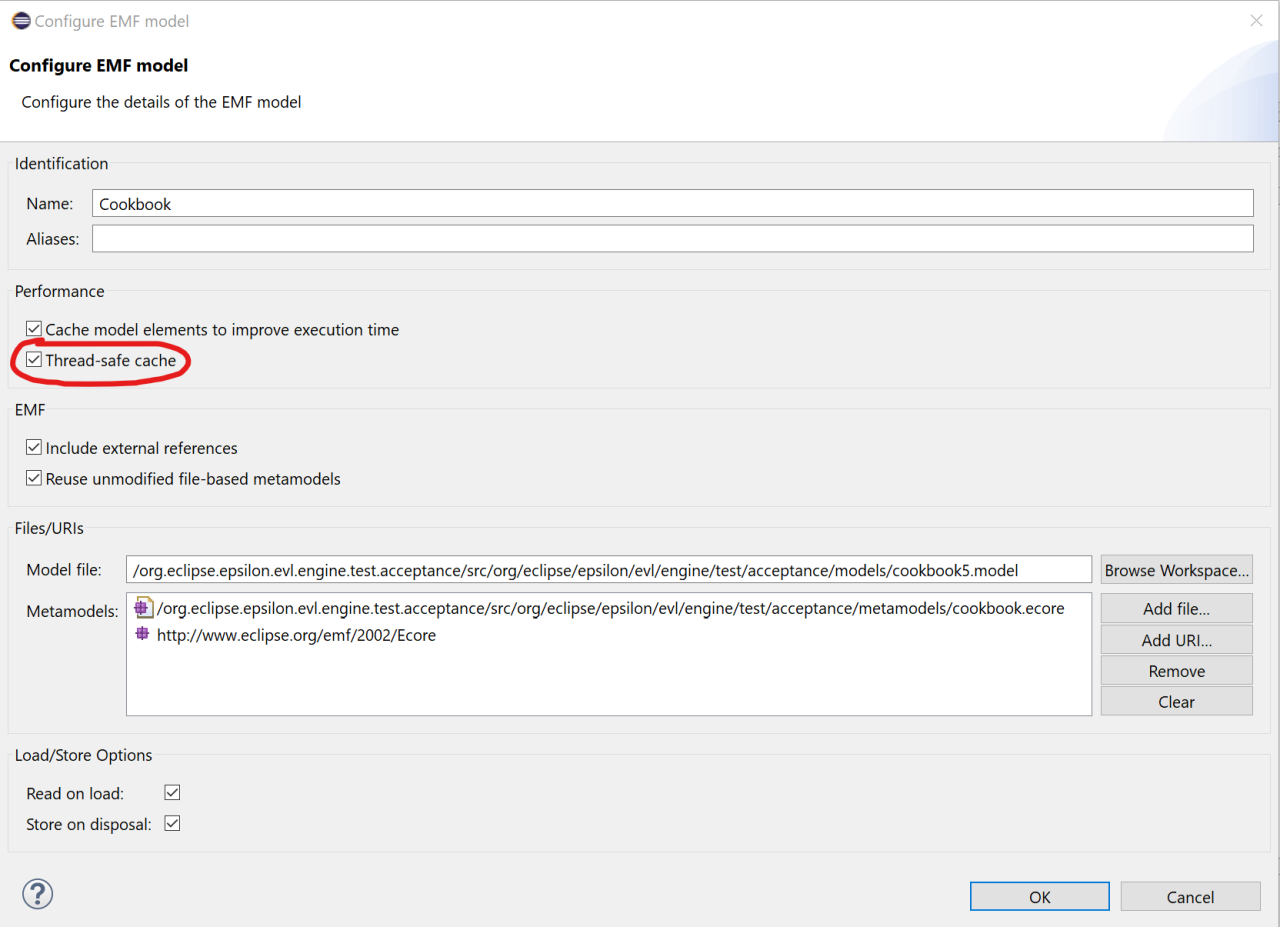 Configure EMF model
Configure EMF model
Configure the details of the EMF model
Identification
Name: Cookbook
Aliases:
Performance
Cache model elements to improve execution time
Thread-safe cache
EMF
Include external references
Reuse unmodified file-based metamodels
Files/URIs
Model file: /org.eclipse.epsilon.evl.engine.test.acceptance/src/org/eclipse/epsilon/evl/engine/test/acceptance/models/cookbook5.model Browse Workspace...
Metamodels: /org.eclipse.epsilon.evl.engine.test.acceptance/src/org/eclipse/epsilon/evl/engine/test/acceptance/metamodels/cookbook.ecore Add file...
http://www.eclipse.org/emf/2002/Ecore Add URI...
Remove
Clear
Load/Store Options
Read on load:
Store on disposal:
? OK Cancel